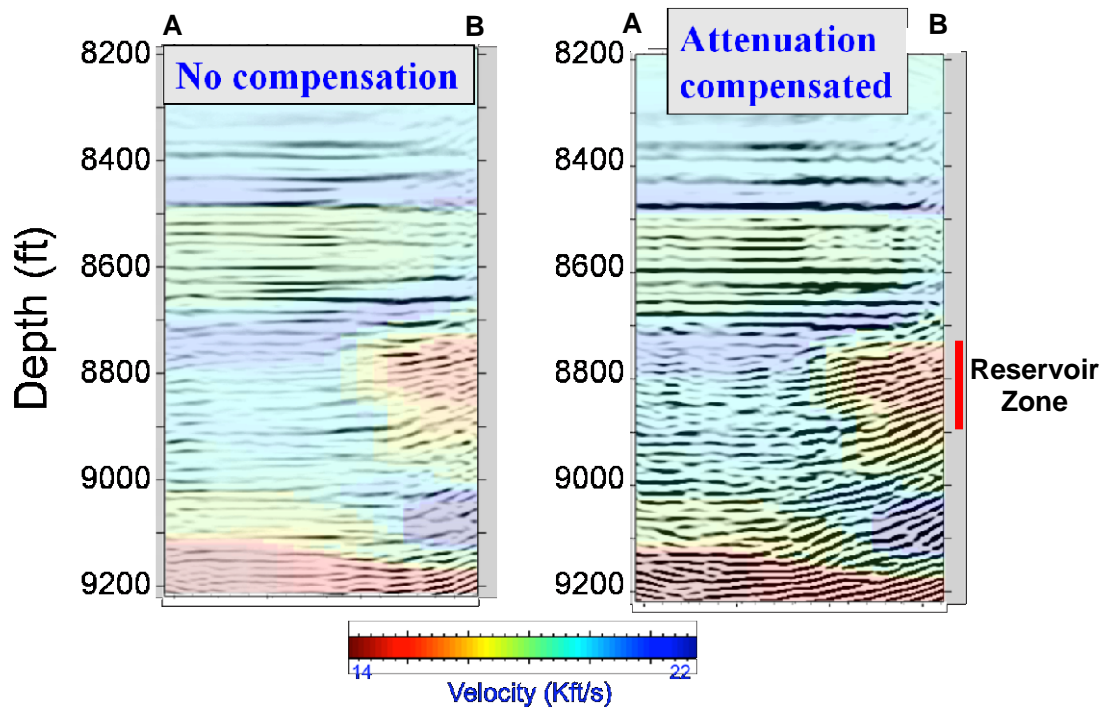 A B
No compensation
8200
8400
8600
8800
9000
9200
Depth (ft)
A B
Attenuation
compensated
8200
8400
8600
8800
9000
9200
Reservoir
Zone
14 22
Velocity (Kft/s)